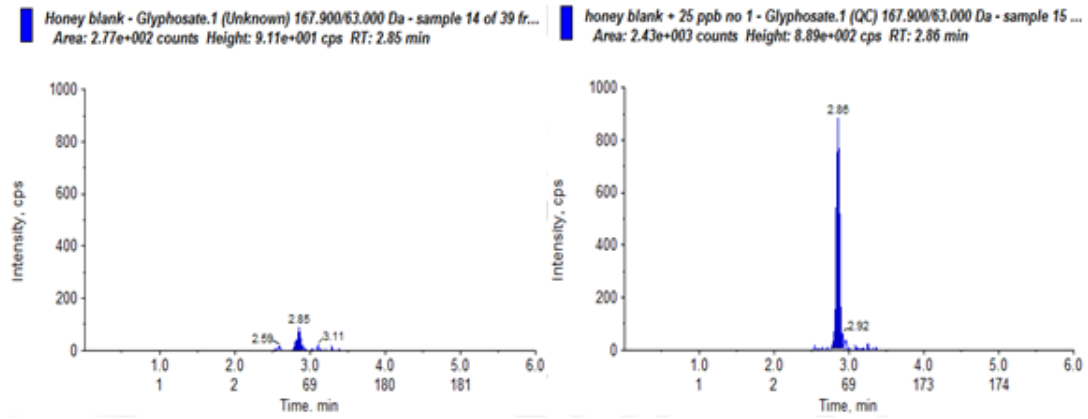 Honey blank - Glyphosate.1 (Unknown) 167.900/63.000 Da - sample 14 of 39 fr...
Area: 2.77e+002 counts Height: 9.11e+001 cps RT: 2.85 min
1000
800
600
400
200
0
Intensity, cps
2.59
2.85
3.11
1.0 2.0 3.0 4.0 5.0 6.0
1 2 69 180 181
Time, min
honey blank + 25 ppb no 1 - Glyphosate.1 (QC) 167.900/63.000 Da - sample 15 ...
Area: 2.43e+003 counts Height: 8.89e+002 cps RT: 2.86 min
1000
800
600
400
200
0
Intensity, cps
2.86
2.92
1.0 2.0 3.0 4.0 5.0 6.0
1 2 69 173 174
Time, min